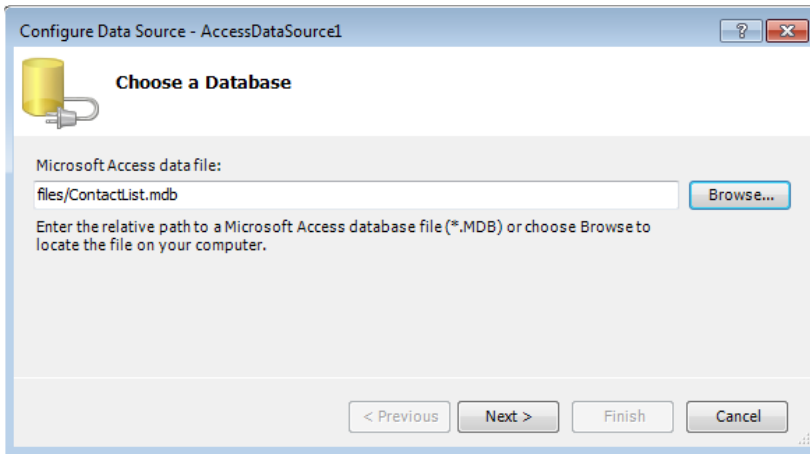 Configure Data Source - AccessDataSource1
Choose a Database
Microsoft Access data file:
files/ContactList.mdb
Browse...
Enter the relative path to a Microsoft Access database file (*.MDB) or choose Browse to
locate the file on your computer.
< Previous
Next >
Finish
Cancel